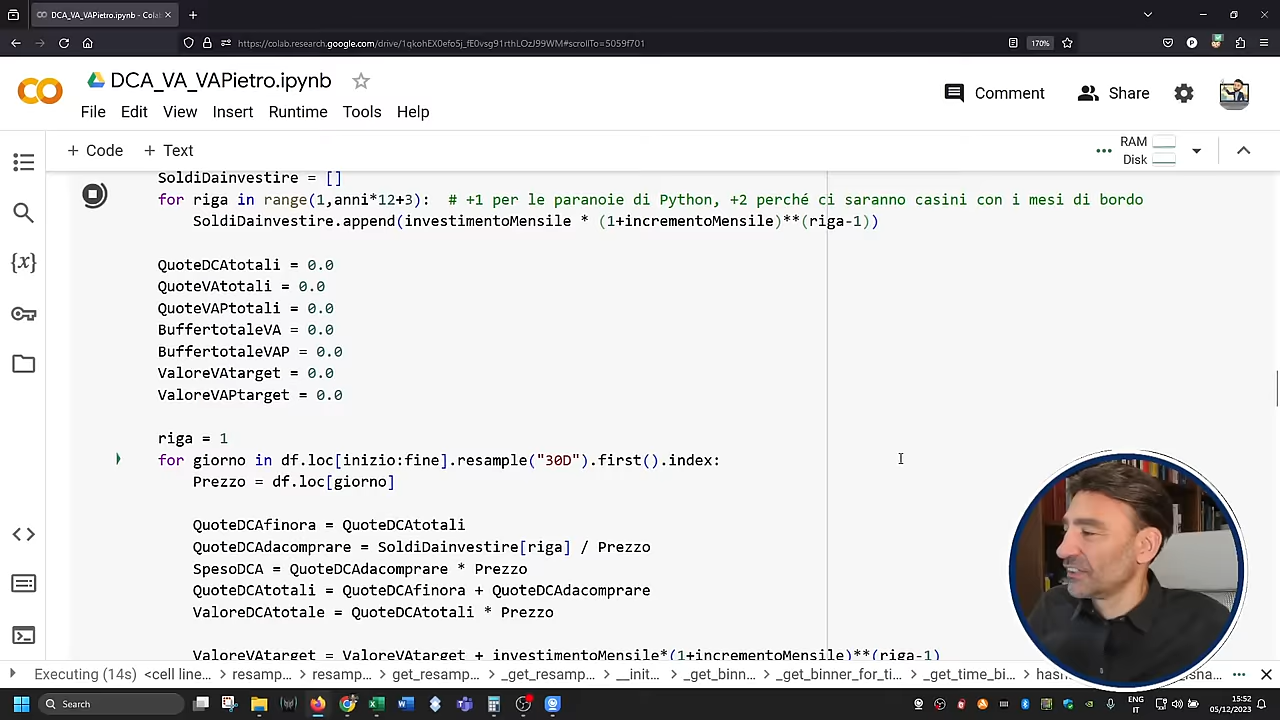 DCA_VA_VAPietro.ipynb - Colab
https://colab.research.google.com/drive/1qkohEX0efo5j_fE0vsg91rthLOzJ99WM#scrollTo=5059f701
170%
DCA_VA_VAPietro.ipynb
Comment
Share
File Edit View Insert Runtime Tools Help
+ Code + Text
RAM
Disk
SoldiDainvestire = []
for riga in range(1,anni*12+3): # +1 per le paranoie di Python, +2 perché ci saranno casini con i mesi di bordo
SoldiDainvestire.append(investimentoMensile * (1+incrementoMensile)**(riga-1))
QuoteDCAtotali = 0.0
QuoteVAtotali = 0.0
QuoteVAPtotali = 0.0
BuffertotaleVA = 0.0
BuffertotaleVAP = 0.0
ValoreVAtarget = 0.0
ValoreVAPtarget = 0.0
riga = 1
for giorno in df.loc[inizio:fine].resample("30D").first().index:
Prezzo = df.loc[giorno]
QuoteDCAfinora = QuoteDCAtotali
QuoteDCAdacomprare = SoldiDainvestire[riga] / Prezzo
SpesoDCA = QuoteDCAdacomprare * Prezzo
QuoteDCAtotali = QuoteDCAfinora + QuoteDCAdacomprare
ValoreDCAtotale = QuoteDCAtotali * Prezzo
ValoreVAtarget = ValoreVAtarget + investimentoMensile*(1+incrementoMensile)**(riga-1)
Executing (14s) <cell line... > resamp... > resamp... > get_resamp... > _get_resamp... > __init... > _get_binn... > _get_binner_for_ti... > _get_time_bi... >
Search
ENG
IT
15:52
05/12/2023